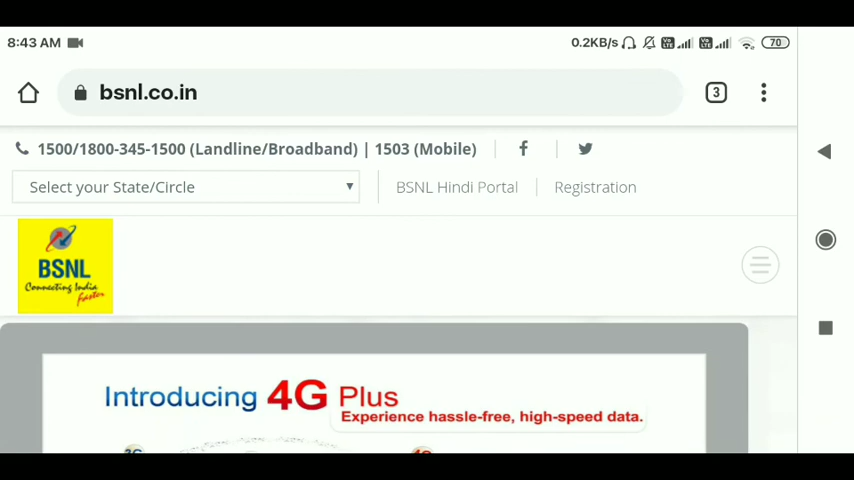 8:43 AM 0.2KB/s 70
bsnl.co.in 3
1500/1800-345-1500 (Landline/Broadband) | 1503 (Mobile)
Select your State/Circle BSNL Hindi Portal Registration
BSNL
Connecting India
faster
Introducing 4G Plus
Experience hassle-free, high-speed data.